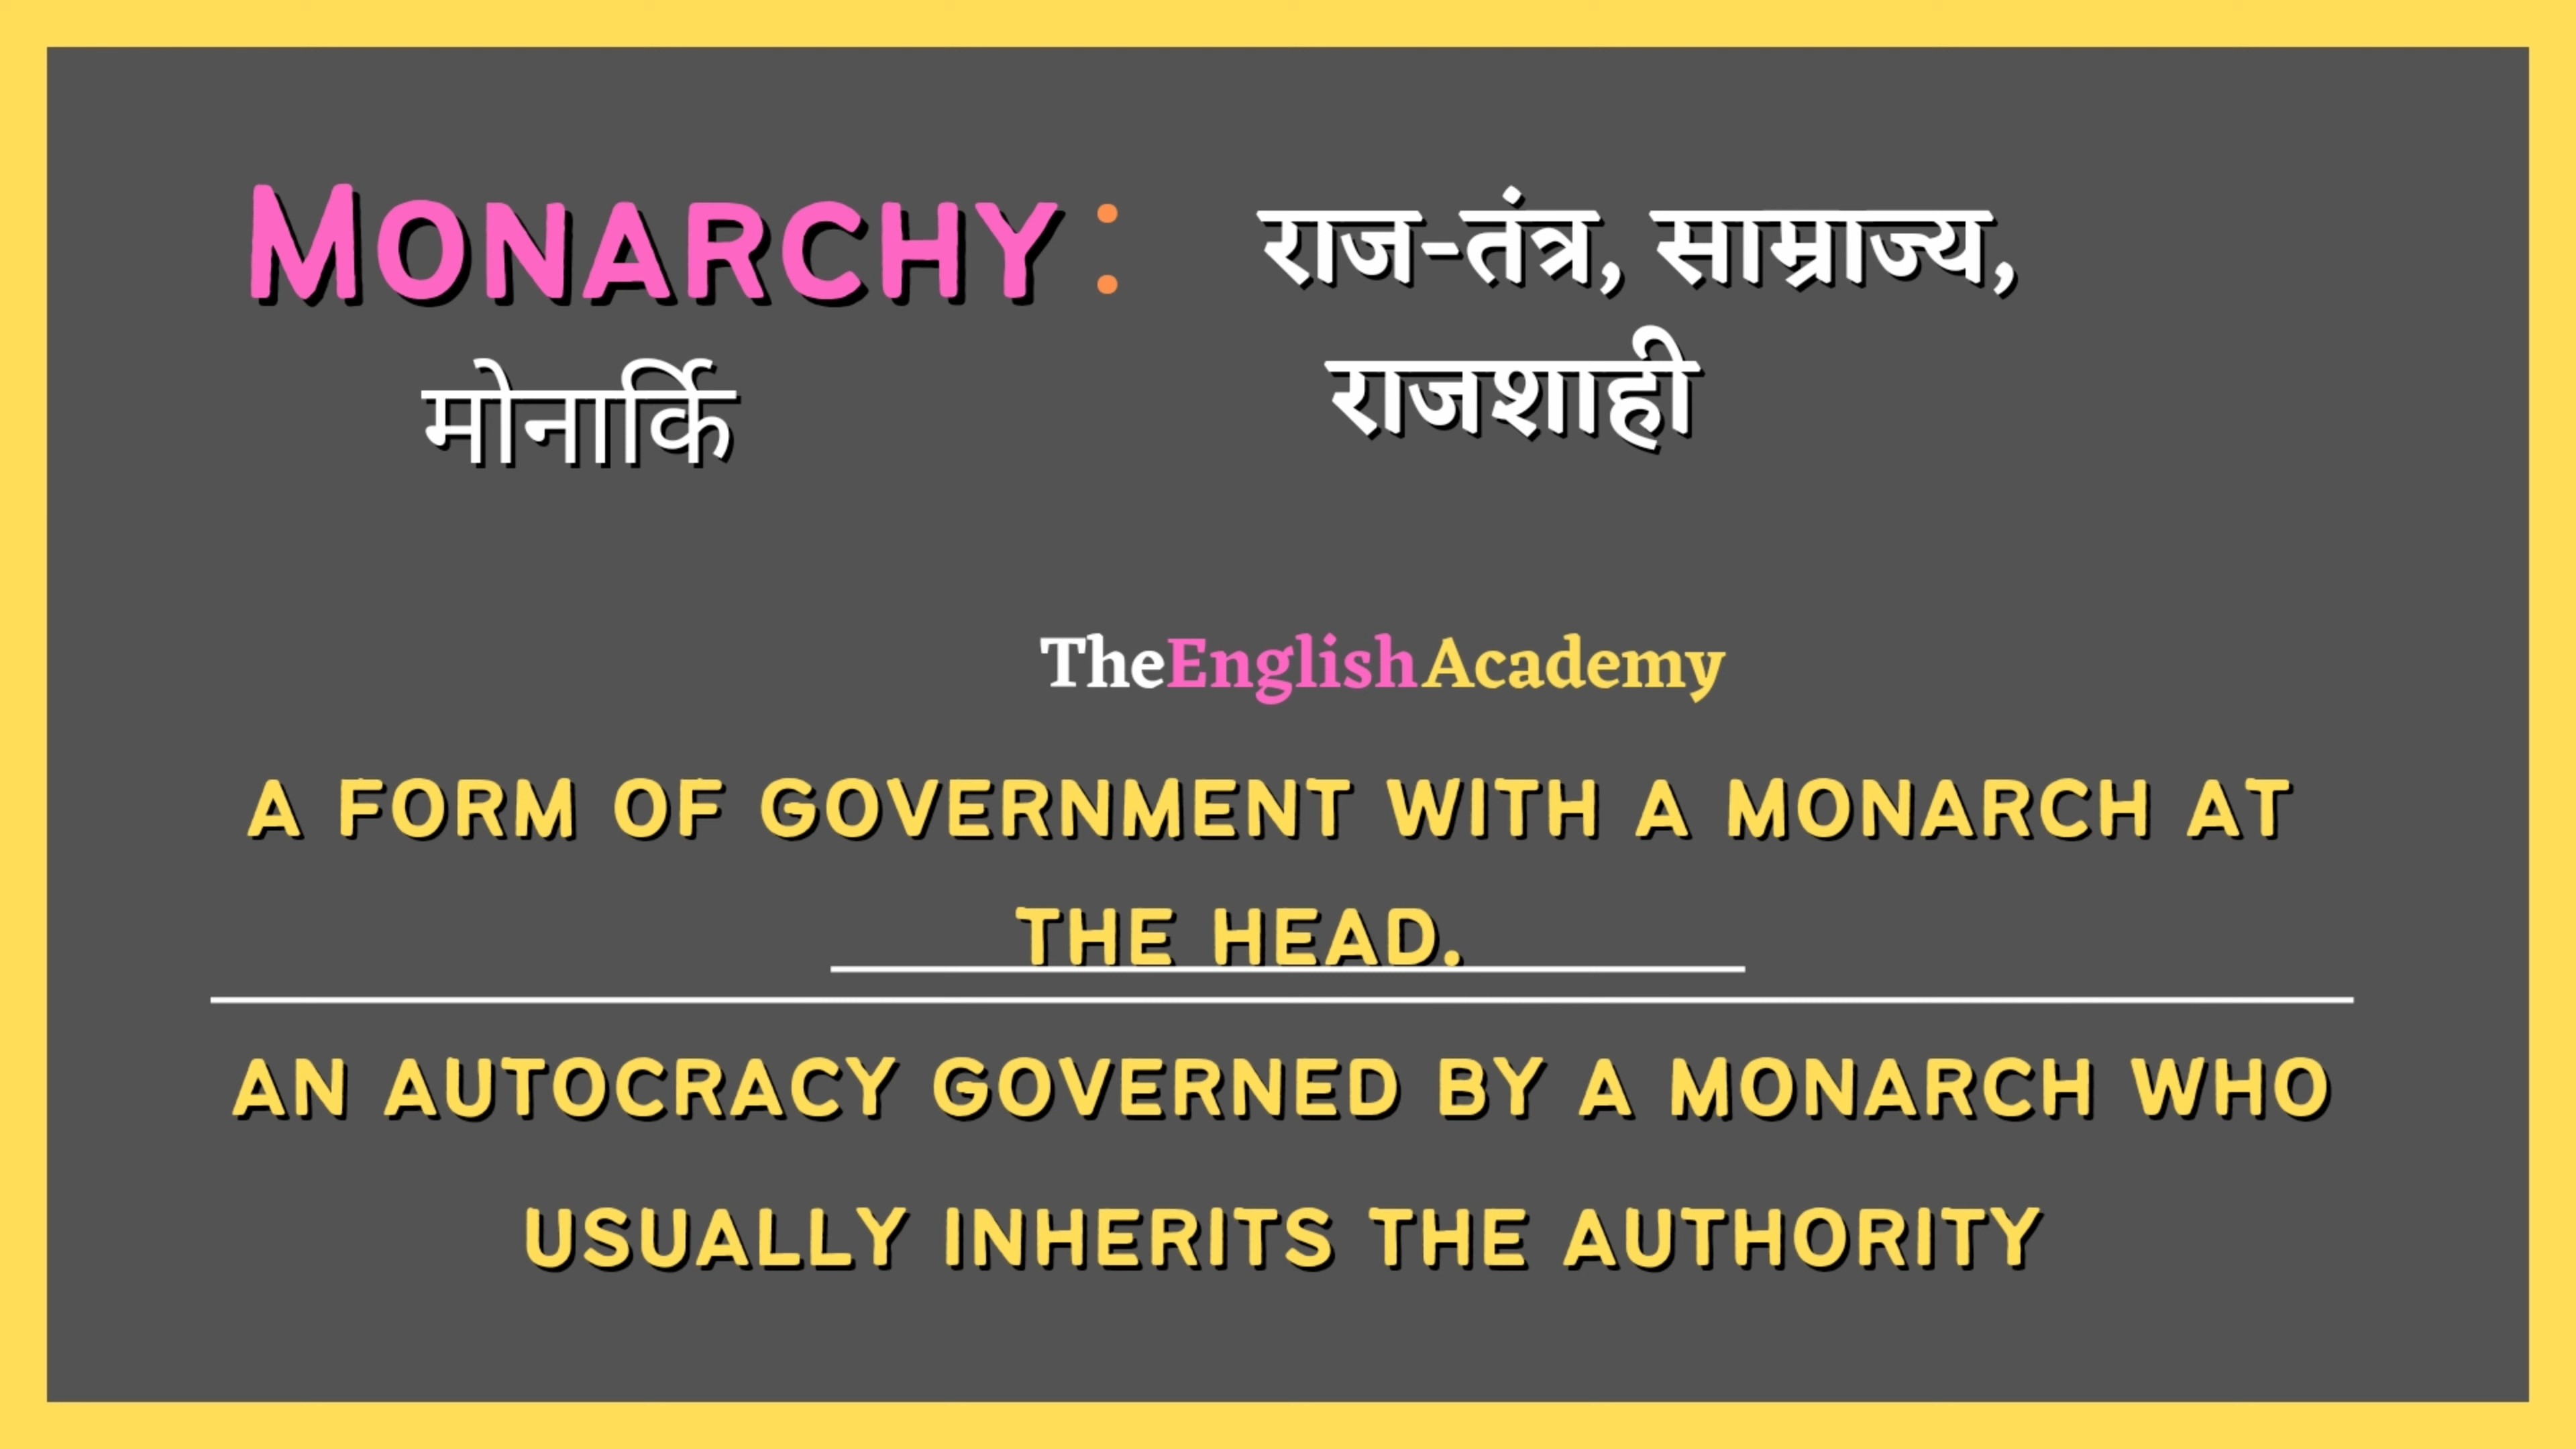 MONARCHY: राज-तंत्र, साम्राज्य,
मोनार्कि राजशाही
TheEnglishAcademy
A FORM OF GOVERNMENT WITH A MONARCH AT
THE HEAD.
AN AUTOCRACY GOVERNED BY A MONARCH WHO
USUALLY INHERITS THE AUTHORITY